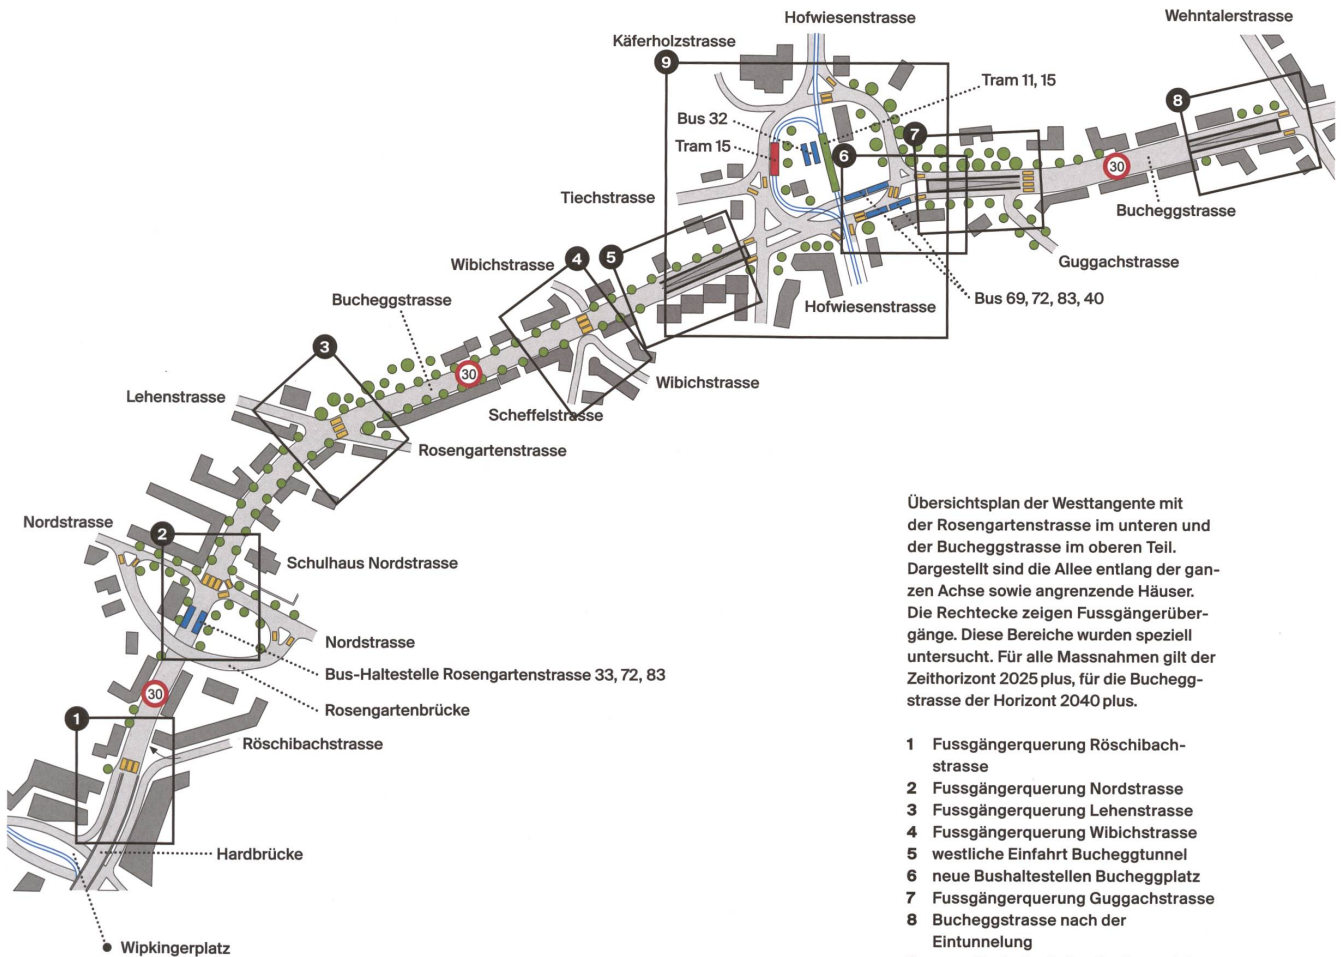 Hofwiesenstrasse
Wehntalerstrasse
Käferholzstrasse
9
Tram 11, 15
8
Bus 32
7
Tram 15
6
30
Tiechstrasse
Bucheggstrasse
5
4
Wibichstrasse
Guggachstrasse
Bucheggstrasse
Bus 69, 72, 83, 40
Hofwiesenstrasse
3
30
Wibichstrasse
Lehenstrasse
Scheffelstrasse
Rosengartenstrasse
Nordstrasse
2
Schulhaus Nordstrasse
Nordstrasse
Bus-Haltestelle Rosengartenstrasse 33, 72, 83
30
Rosengartenbrücke
1
Röschibachstrasse
Hardbrücke
Wipkingerplatz
Übersichtsplan der Westtangente mit
der Rosengartenstrasse im unteren und
der Bucheggstrasse im oberen Teil.
Dargestellt sind die Allee entlang der gan-
zen Achse sowie angrenzende Häuser.
Die Rechtecke zeigen Fussgängerüber-
gänge. Diese Bereiche wurden speziell
untersucht. Für alle Massnahmen gilt der
Zeithorizont 2025 plus, für die Buchegg-
strasse der Horizont 2040 plus.
1 Fussgängerquerung Röschibach-
strasse
2 Fussgängerquerung Nordstrasse
3 Fussgängerquerung Lehenstrasse
4 Fussgängerquerung Wibichstrasse
5 westliche Einfahrt Bucheggtunnel
6 neue Bushaltestellen Bucheggplatz
7 Fussgängerquerung Guggachstrasse
8 Bucheggstrasse nach der
Eintunnelung